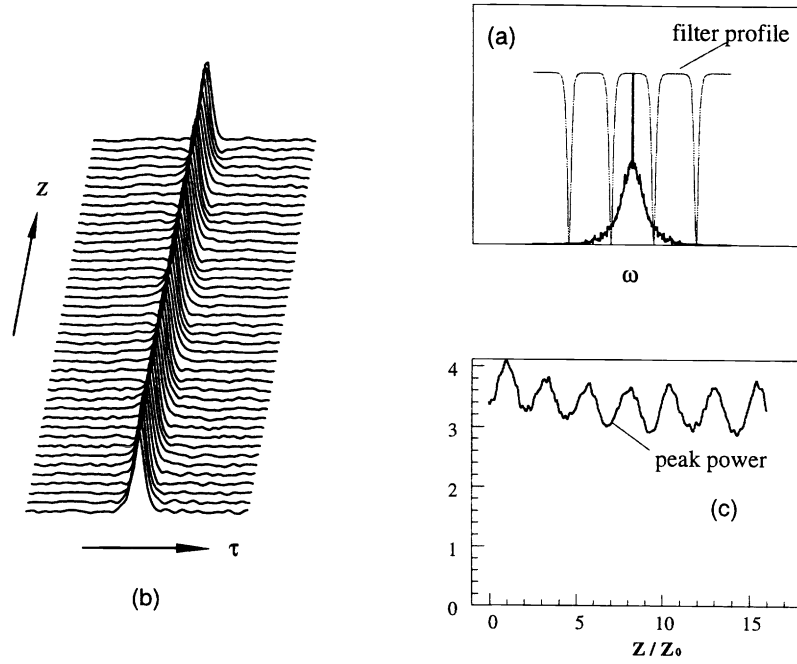 (a)
filter profile
ω
Z
τ
(b)
4
3
2
1
0
peak power
(c)
0 5 10 15
Z / Z₀